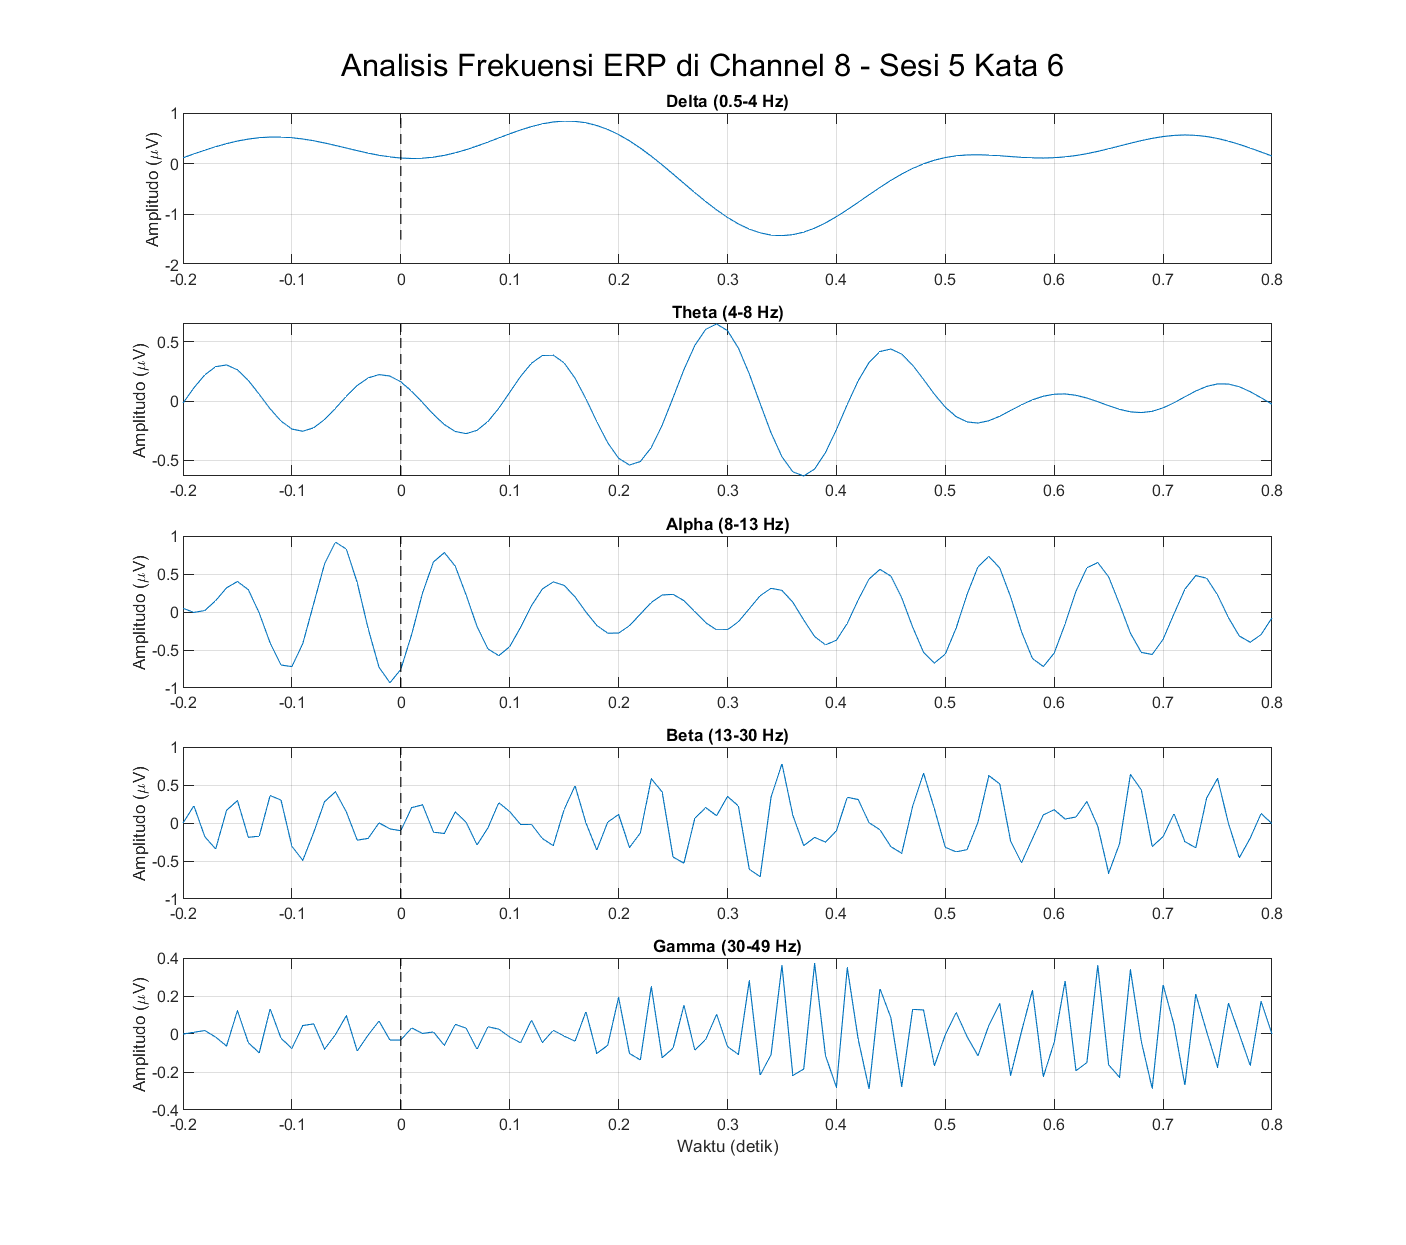 Analisis Frekuensi ERP di Channel 8 - Sesi 5 Kata 6
Delta (0.5-4 Hz)
Amplitudo (μV)
1
0
-1
-2
-0.2 -0.1 0 0.1 0.2 0.3 0.4 0.5 0.6 0.7 0.8
Theta (4-8 Hz)
Amplitudo (μV)
0.5
0
-0.5
-0.2 -0.1 0 0.1 0.2 0.3 0.4 0.5 0.6 0.7 0.8
Alpha (8-13 Hz)
Amplitudo (μV)
1
0.5
0
-0.5
-1
-0.2 -0.1 0 0.1 0.2 0.3 0.4 0.5 0.6 0.7 0.8
Beta (13-30 Hz)
Amplitudo (μV)
1
0.5
0
-0.5
-1
-0.2 -0.1 0 0.1 0.2 0.3 0.4 0.5 0.6 0.7 0.8
Gamma (30-49 Hz)
Amplitudo (μV)
0.4
0.2
0
-0.2
-0.4
-0.2 -0.1 0 0.1 0.2 0.3 0.4 0.5 0.6 0.7 0.8
Waktu (detik)